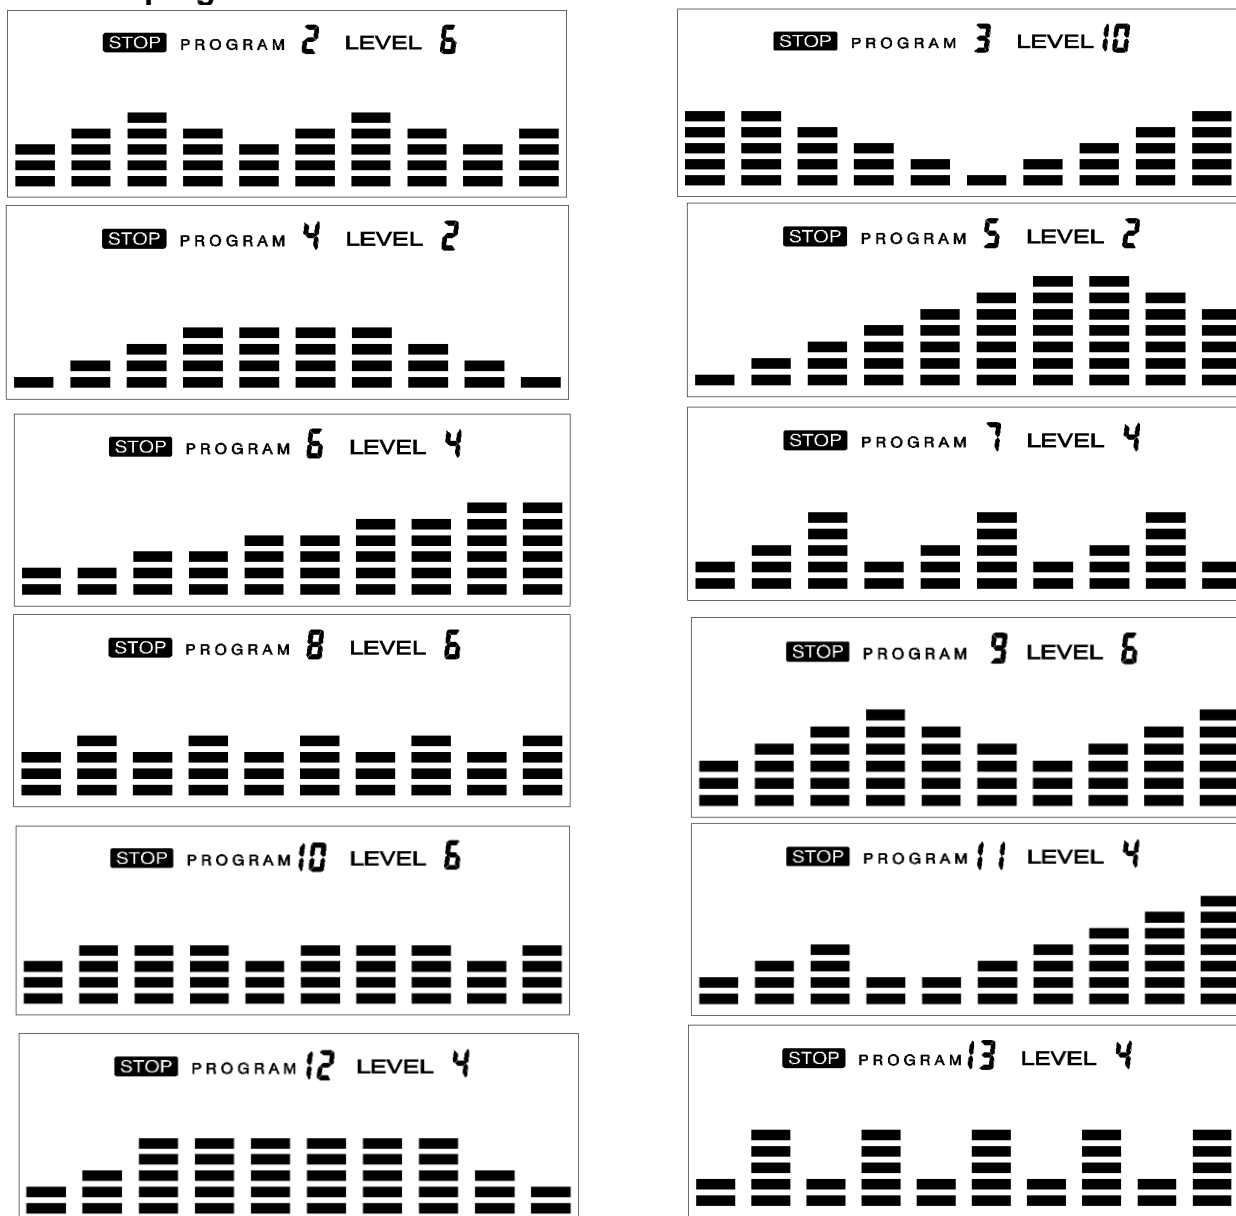 STOP PROGRAM 2 LEVEL 6
STOP PROGRAM 3 LEVEL 10
STOP PROGRAM 4 LEVEL 2
STOP PROGRAM 5 LEVEL 2
STOP PROGRAM 6 LEVEL 4
STOP PROGRAM 7 LEVEL 4
STOP PROGRAM 8 LEVEL 6
STOP PROGRAM 9 LEVEL 6
STOP PROGRAM 10 LEVEL 6
STOP PROGRAM 11 LEVEL 4
STOP PROGRAM 12 LEVEL 4
STOP PROGRAM 13 LEVEL 4